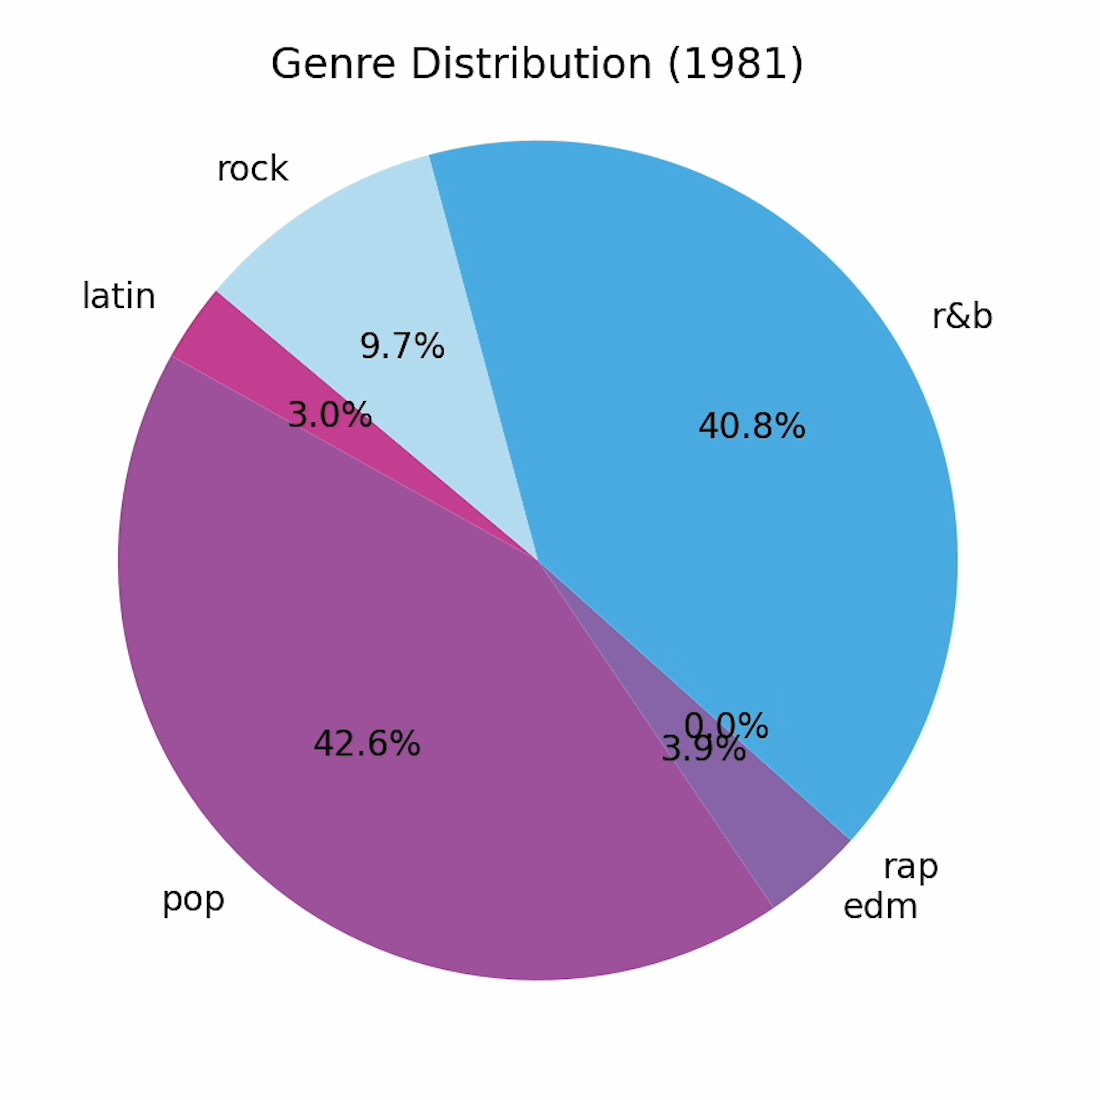 Genre Distribution (1981)
rock
latin
r&b
9.7%
3.0%
40.8%
42.6%
0.0%
3.9%
pop
rap
edm